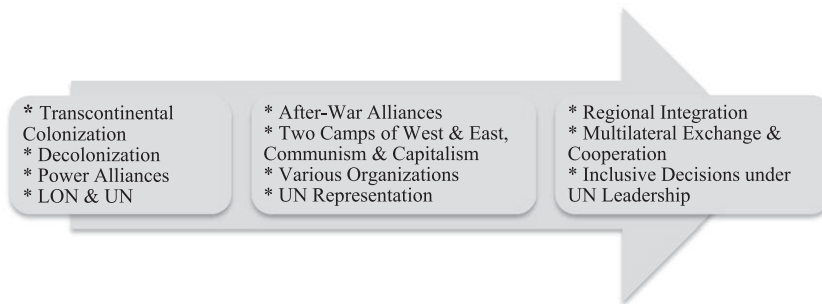 * Transcontinental
Colonization
* Decolonization
* Power Alliances
* LON & UN
* After-War Alliances
* Two Camps of West & East,
Communism & Capitalism
* Various Organizations
* UN Representation
* Regional Integration
* Multilateral Exchange &
Cooperation
* Inclusive Decisions under
UN Leadership